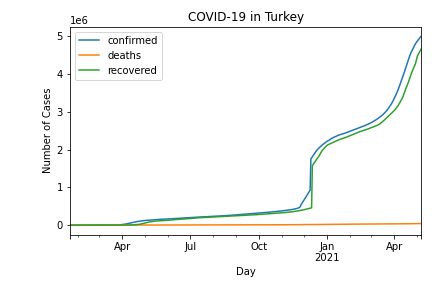 COVID-19 in Turkey
1e6
confirmed
deaths
recovered
5
4
3
2
1
0
Number of Cases
Apr
Jul
Oct
Jan
2021
Apr
Day